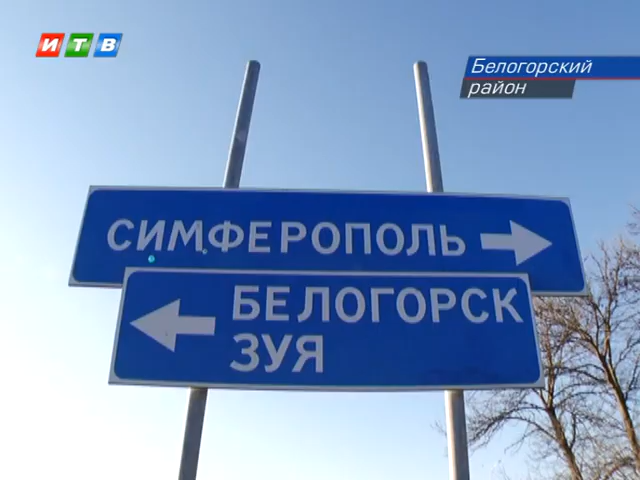 ИТВ
Белогорский
район
СИМФЕРОПОЛЬ
БЕЛОГОРСК
ЗУЯ